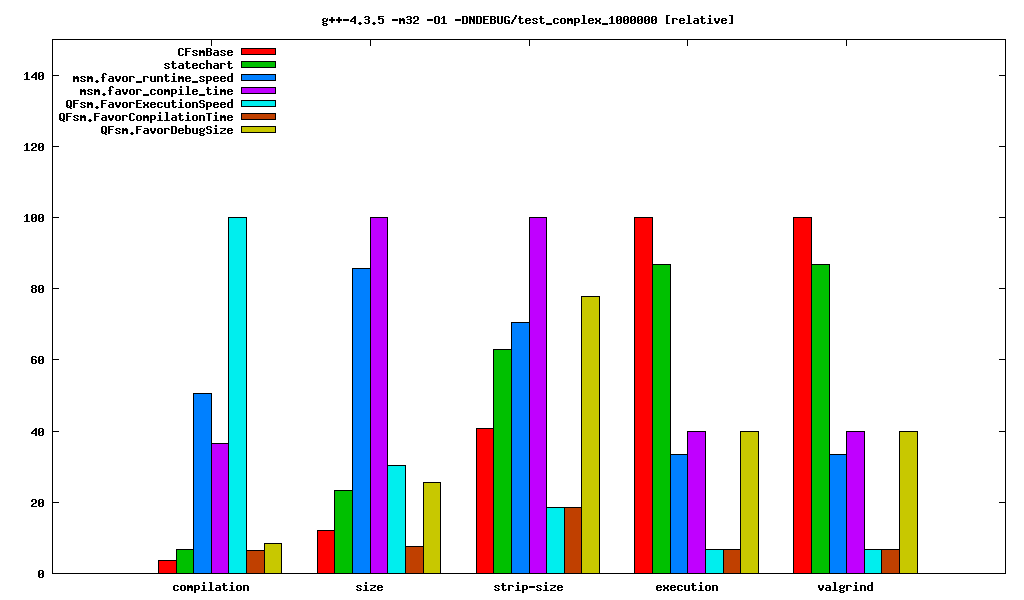 g++-4.3.5 -m32 -O1 -DNDEBUG/test_complex_1000000 [relative]
CFsmBase
statechart
msm.favor_runtime_speed
msm.favor_compile_time
QFsm.FavorExecutionSpeed
QFsm.FavorCompilationTime
QFsm.FavorDebugSize
140
120
100
80
60
40
20
0
compilation size strip-size execution valgrind